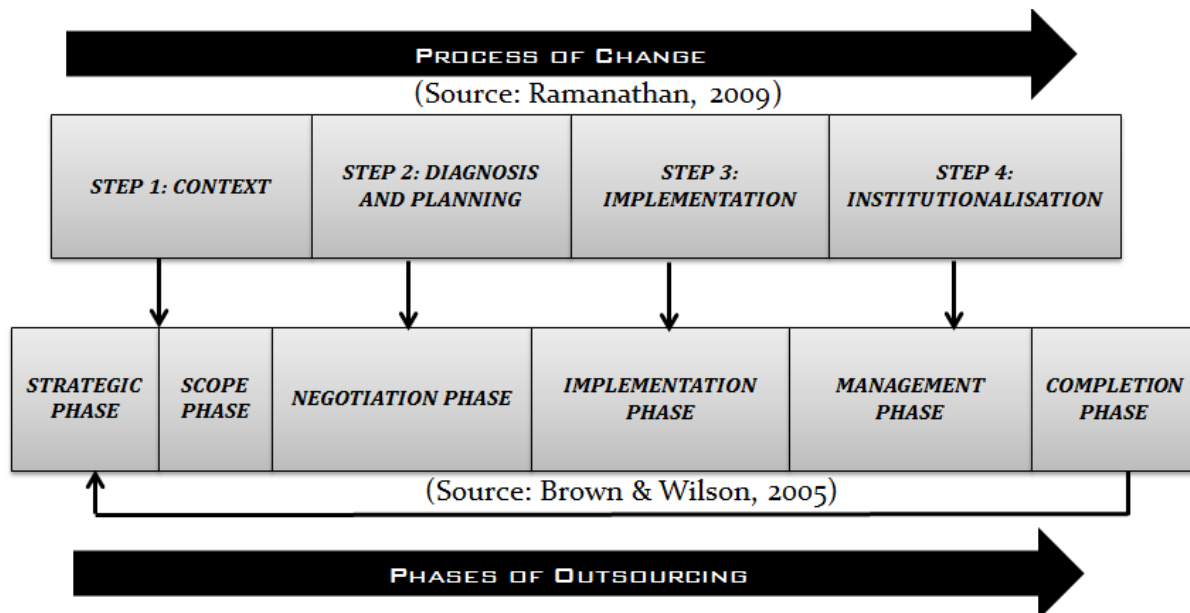 PROCESS OF CHANGE
(Source: Ramanathan, 2009)
STEP 1: CONTEXT
STEP 2: DIAGNOSIS
AND PLANNING
STEP 3:
IMPLEMENTATION
STEP 4:
INSTITUTIONALISATION
STRATEGIC
PHASE
SCOPE
PHASE
NEGOTIATION PHASE
IMPLEMENTATION
PHASE
MANAGEMENT
PHASE
COMPLETION
PHASE
(Source: Brown & Wilson, 2005)
PHASES OF OUTSOURCING